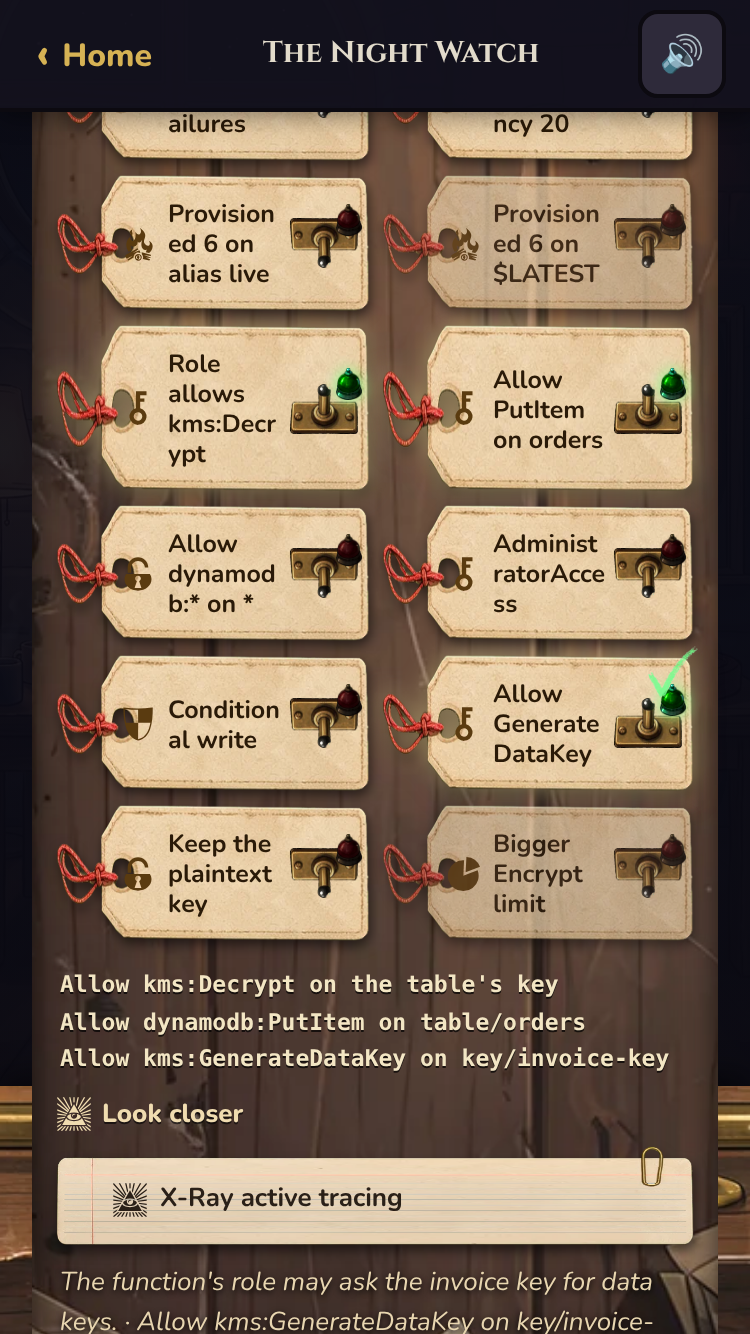 ‹ Home
The Night Watch
ailures
ncy 20
Provision
ed 6 on
alias live
Provision
ed 6 on
$LATEST
Role
allows
kms:Decr
ypt
Allow
PutItem
on orders
Allow
dynamod
b:* on *
Administ
ratorAcce
ss
Condition
al write
Allow
Generate
DataKey
Keep the
plaintext
key
Bigger
Encrypt
limit
Allow kms:Decrypt on the table's key
Allow dynamodb:PutItem on table/orders
Allow kms:GenerateDataKey on key/invoice-key
Look closer
X-Ray active tracing
The function's role may ask the invoice key for data
keys. · Allow kms:GenerateDataKey on key/invoice-